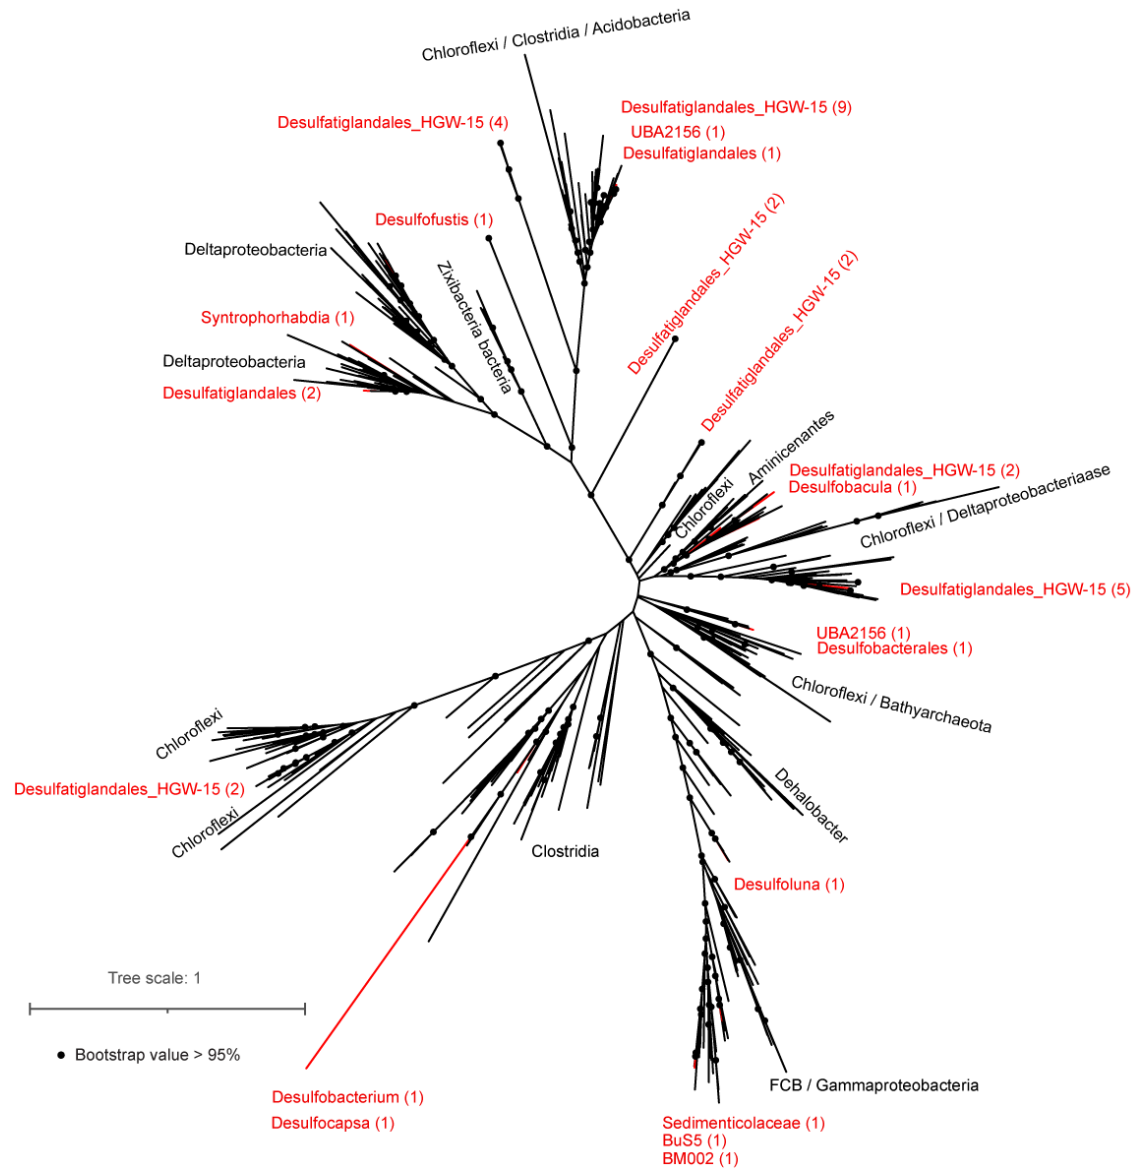 Chloroflexi / Clostridia / Acidobacteria
Desulfatiglandales_HGW-15 (9)
Desulfatiglandales_HGW-15 (4)
UBA2156 (1)
Desulfatiglandales (1)
Desulfatiglandales_HGW-15 (2)
Desulfofustis (1)
Deltaproteobacteria
Zixibacteria bacteria
Desulfatiglandales_HGW-15 (2)
Syntrophorhabdia (1)
Deltaproteobacteria
Desulfatiglandales (2)
Aminicenantes
Chloroflexi
Desulfatiglandales_HGW-15 (2)
Desulfobacula (1)
Chloroflexi / Deltaproteobacteriaase
Desulfatiglandales_HGW-15 (5)
UBA2156 (1)
Desulfobacterales (1)
Chloroflexi / Bathyarchaeota
Chloroflexi
Desulfatiglandales_HGW-15 (2)
Chloroflexi
Dehalobacter
Clostridia
Desulfoluna (1)
Tree scale: 1
Bootstrap value > 95%
FCB / Gammaproteobacteria
Desulfobacterium (1)
Desulfocapsa (1)
Sedimenticolaceae (1)
BuS5 (1)
BM002 (1)